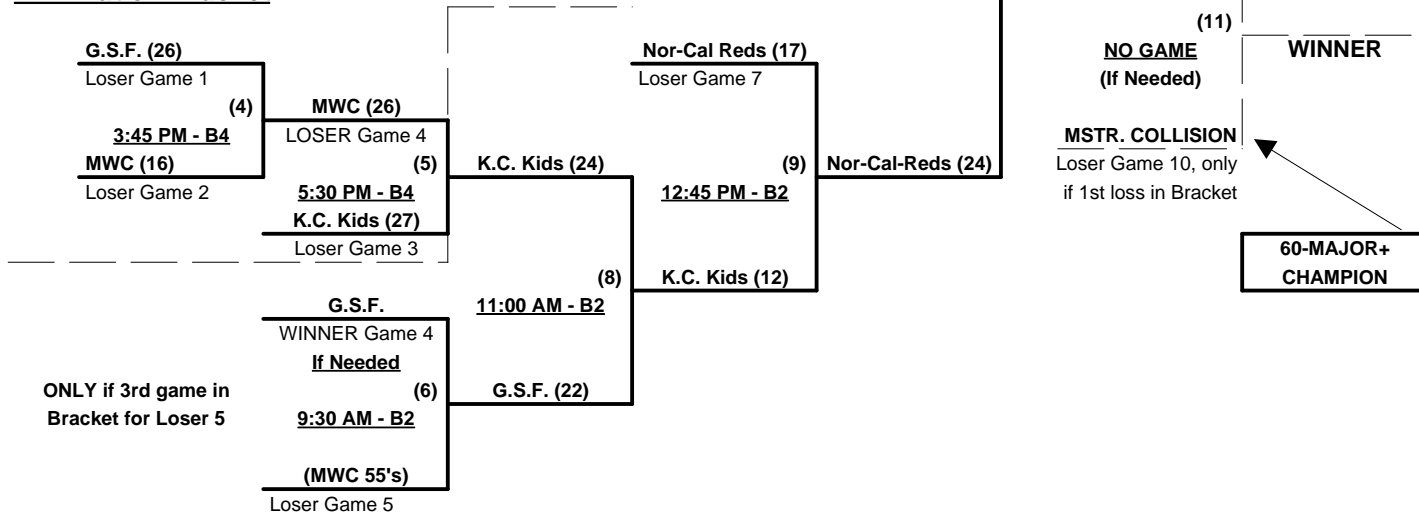 G.S.F. (26)
Loser Game 1
(4)
3:45 PM - B4
MWC (16)
Loser Game 2
MWC (26)
LOSER Game 4
(5)
5:30 PM - B4
K.C. Kids (27)
Loser Game 3
K.C. Kids (24)
G.S.F.
WINNER Game 4
If Needed
(6)
9:30 AM - B2
(MWC 55's)
Loser Game 5
ONLY if 3rd game in
Bracket for Loser 5
(8)
11:00 AM - B2
G.S.F. (22)
Nor-Cal Reds (17)
Loser Game 7
(9)
12:45 PM - B2
K.C. Kids (12)
Nor-Cal-Reds (24)
(11)
NO GAME
(If Needed)
MSTR. COLLISION
Loser Game 10, only
if 1st loss in Bracket
WINNER
60-MAJOR+
CHAMPION